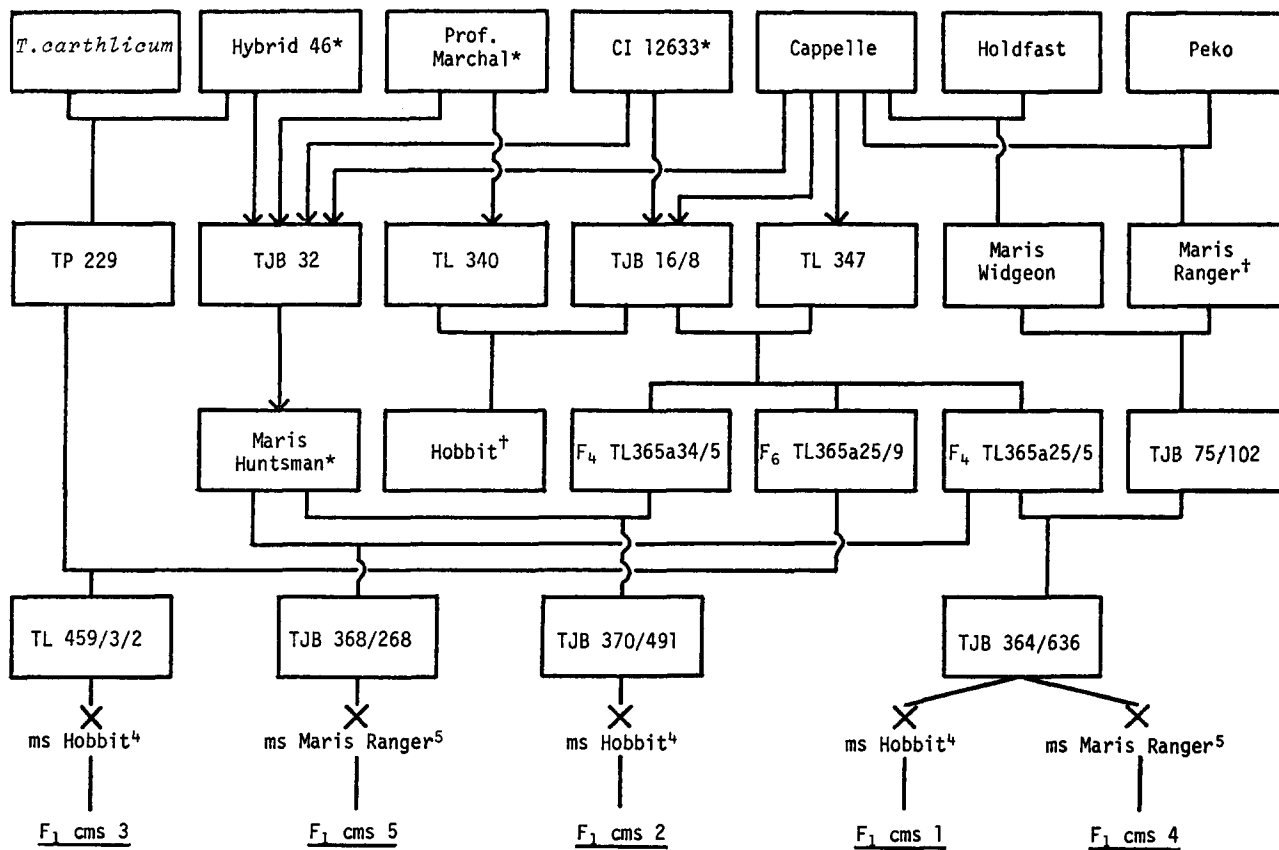 T.carthlicum
Hybrid 46*
Prof.
Marchal*
CI 12633*
Cappelle
Holdfast
Peko
TP 229
TJB 32
TL 340
TJB 16/8
TL 347
Maris
Widgeon
Maris
Ranger†
Maris
Huntsman*
Hobbit†
F₄ TL365a34/5
F₆ TL365a25/9
F₄ TL365a25/5
TJB 75/102
TL 459/3/2
TJB 368/268
TJB 370/491
TJB 364/636
ms Hobbit⁴
ms Maris Ranger⁵
ms Hobbit⁴
ms Hobbit⁴
ms Maris Ranger⁵
F₁ cms 3
F₁ cms 5
F₁ cms 2
F₁ cms 1
F₁ cms 4